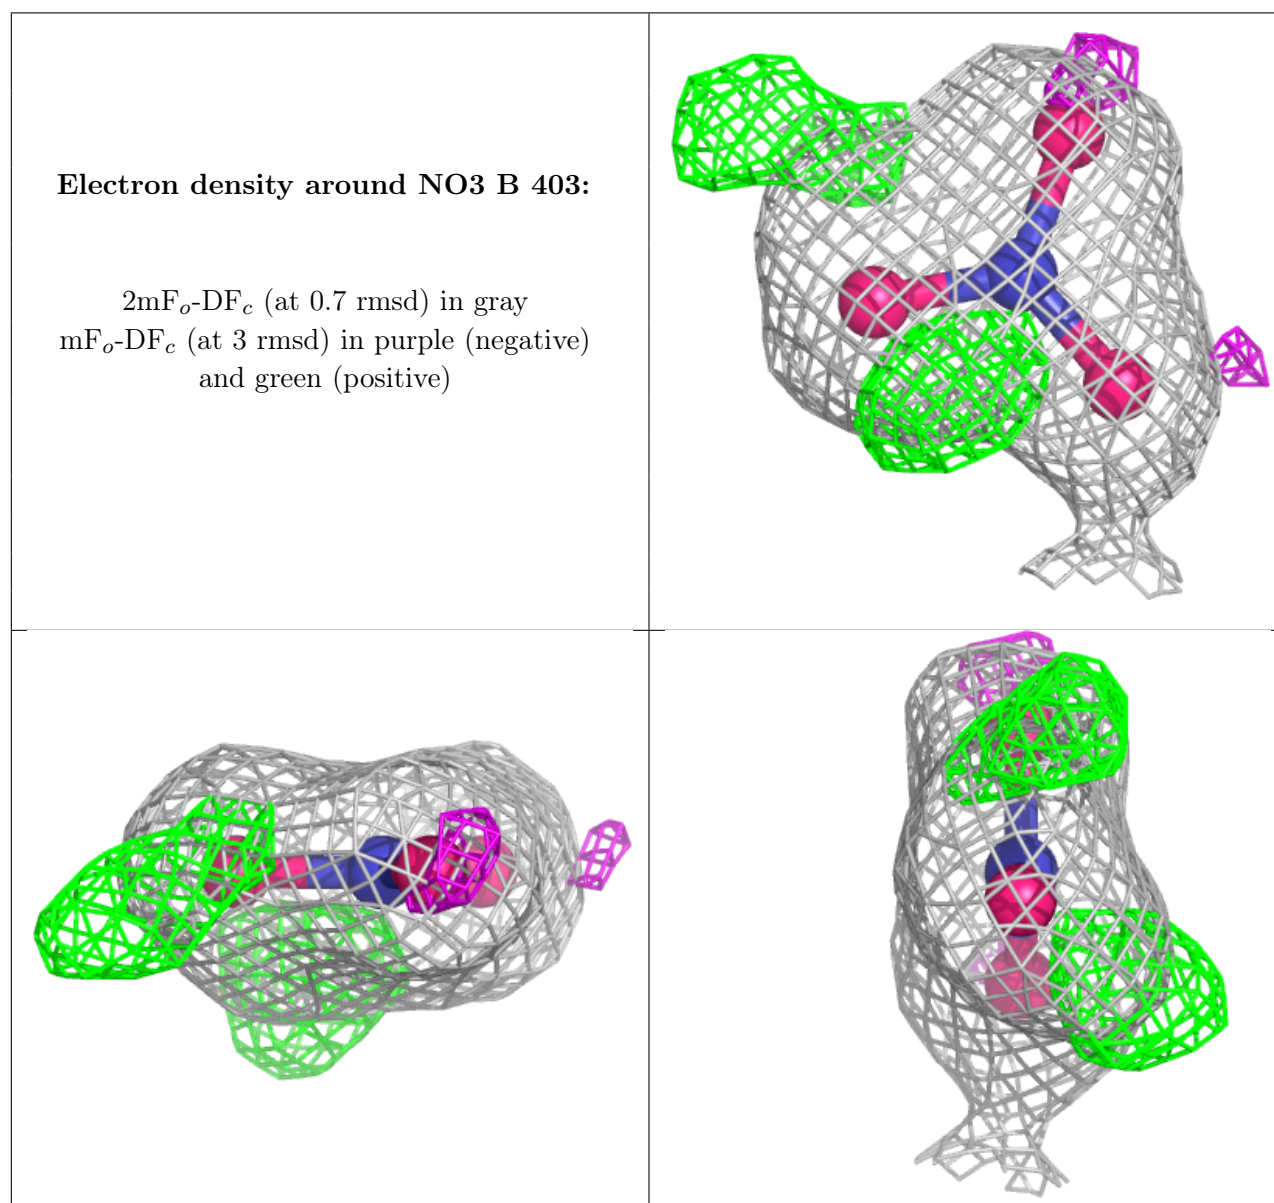 Electron density around NO3 B 403:
2mFₒ-DF𝑐 (at 0.7 rmsd) in gray
mFₒ-DF𝑐 (at 3 rmsd) in purple (negative)
and green (positive)